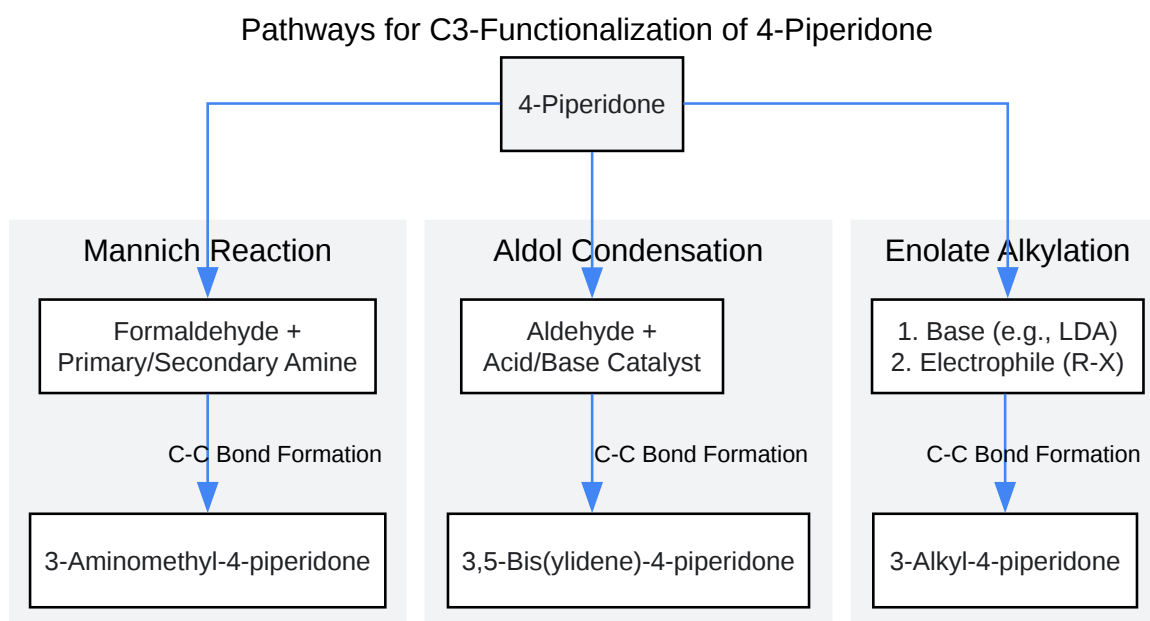 Pathways for C3-Functionalization of 4-Piperidone
4-Piperidone
Mannich Reaction
Formaldehyde +
Primary/Secondary Amine
C-C Bond Formation
3-Aminomethyl-4-piperidone
Aldol Condensation
Aldehyde +
Acid/Base Catalyst
C-C Bond Formation
3,5-Bis(ylidene)-4-piperidone
Enolate Alkylation
1. Base (e.g., LDA)
2. Electrophile (R-X)
C-C Bond Formation
3-Alkyl-4-piperidone